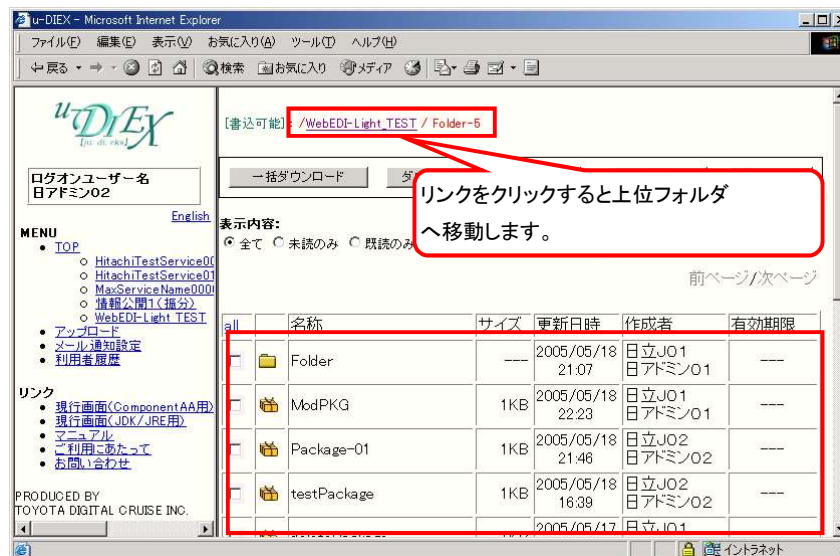 u-DIEX - Microsoft Internet Explorer
ファイル(F) 編集(E) 表示(V) お気に入り(A) ツール(T) ヘルプ(H)
戻る 検索 お気に入り メディア
u-DIEX
[書込可能] : /WebEDI-Light_TEST / Folder-5
ログオンユーザー名
日アドミン02
English
MENU
TOP
HitachiTestService00
HitachiTestService01
MaxServiceName000
情報公開1(振分)
WebEDI-Light TEST
アップロード
メール通知設定
利用者履歴
リンク
現行画面(ComponentAA用)
現行画面(JDK/JRE用)
マニュアル
ご利用にあたって
お問い合わせ
PRODUCED BY
TOYOTA DIGITAL CRUISE INC.
一括ダウンロード
リンクをクリックすると上位フォルダ
へ移動します。
表示内容:
全て 未読のみ 既読のみ
前ページ/次ページ
all 名称 サイズ 更新日時 作成者 有効期限
Folder --- 2005/05/18 21:07 日立JO1 日アドミン01 ---
ModPKG 1KB 2005/05/18 22:23 日立JO1 日アドミン01 ---
Package-01 1KB 2005/05/18 21:46 日立JO2 日アドミン02 ---
testPackage 1KB 2005/05/18 16:39 日立JO2 日アドミン02 ---
2005/05/17 日立JO1
イントラネット